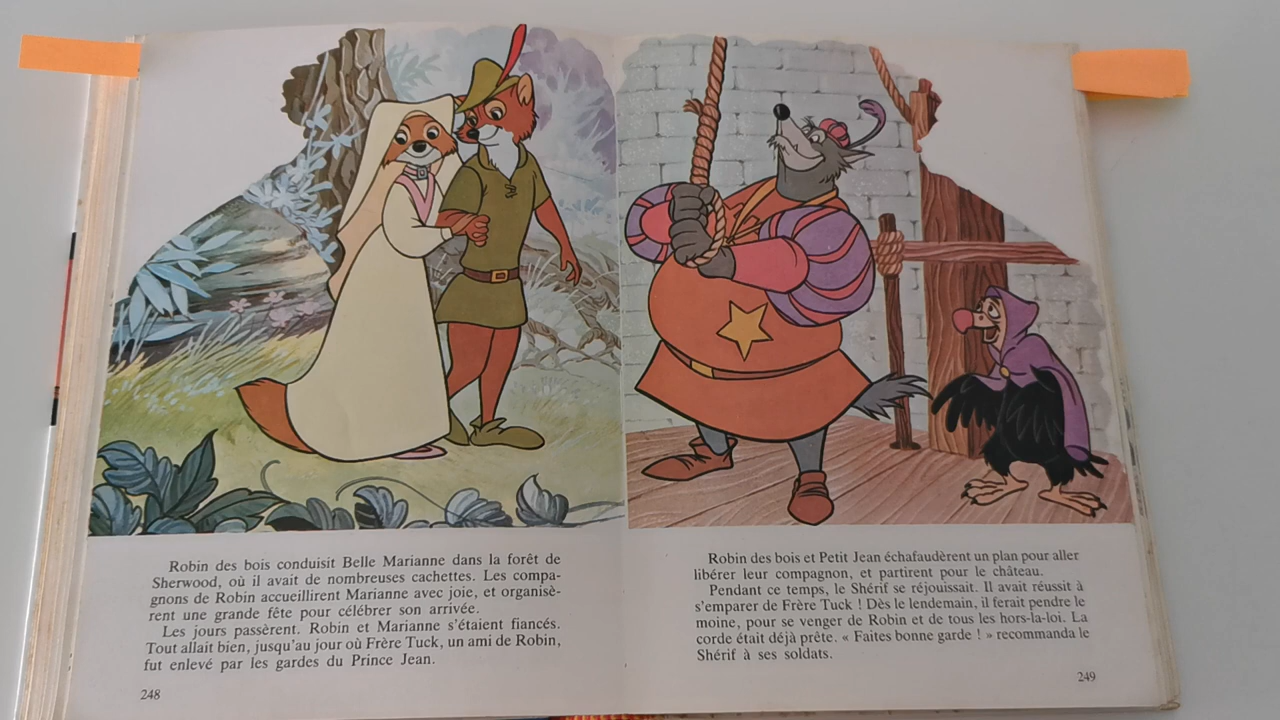 Robin des bois conduisit Belle Marianne dans la forêt de
Sherwood, où il avait de nombreuses cachettes. Les compa-
gnons de Robin accueillirent Marianne avec joie, et organisè-
rent une grande fête pour célébrer son arrivée.
Les jours passèrent. Robin et Marianne s'étaient fiancés.
Tout allait bien, jusqu'au jour où Frère Tuck, un ami de Robin,
fut enlevé par les gardes du Prince Jean.
248
Robin des bois et Petit Jean échafaudèrent un plan pour aller
libérer leur compagnon, et partirent pour le château.
Pendant ce temps, le Shérif se réjouissait. Il avait réussit à
s'emparer de Frère Tuck ! Dès le lendemain, il ferait pendre le
moine, pour se venger de Robin et de tous les hors-la-loi. La
corde était déjà prête. « Faites bonne garde ! » recommanda le
Shérif à ses soldats.
249